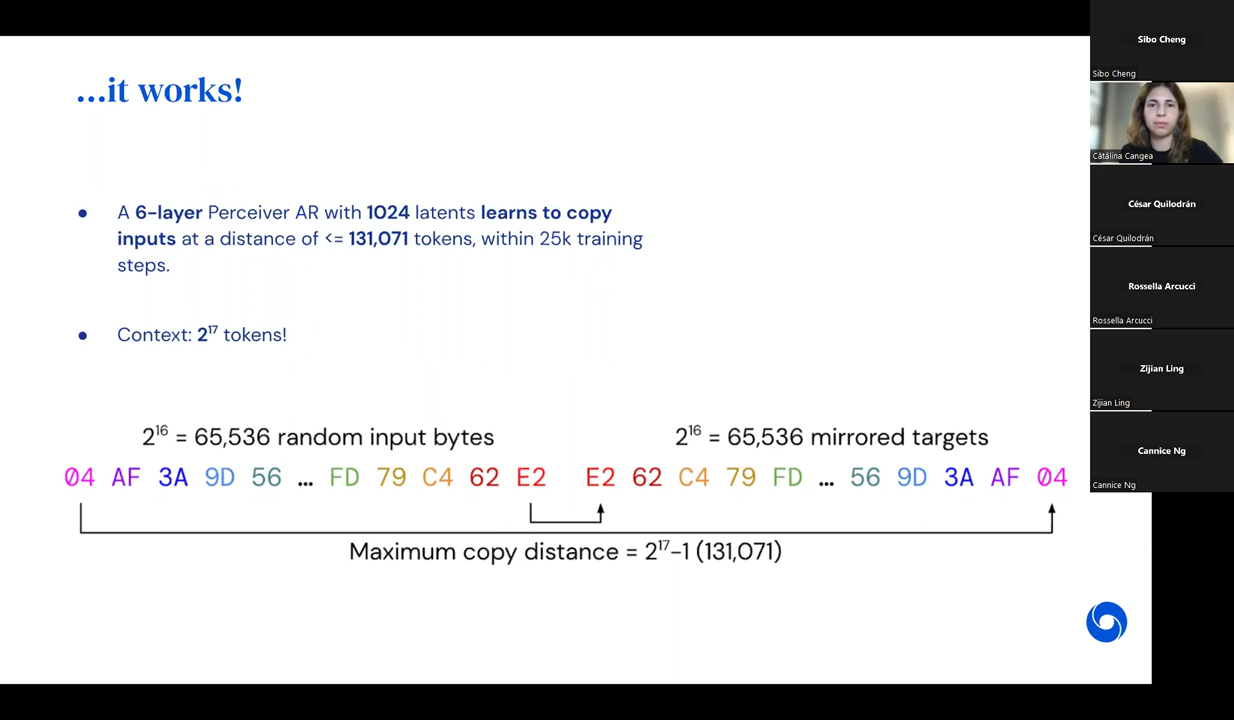 ...it works!
● A 6-layer Perceiver AR with 1024 latents learns to copy
inputs at a distance of <= 131,071 tokens, within 25k training
steps.
● Context: 2¹⁷ tokens!
2¹⁶ = 65,536 random input bytes
2¹⁶ = 65,536 mirrored targets
04 AF 3A 9D 56 ... FD 79 C4 62 E2 E2 62 C4 79 FD ... 56 9D 3A AF 04
Maximum copy distance = 2¹⁷–1 (131,071)
Sibo Cheng
Sibo Cheng
Cătălina Cangea
César Quilodrán
César Quilodrán
Rossella Arcucci
Rossella Arcucci
Zijian Ling
Zijian Ling
Cannice Ng
Cannice Ng